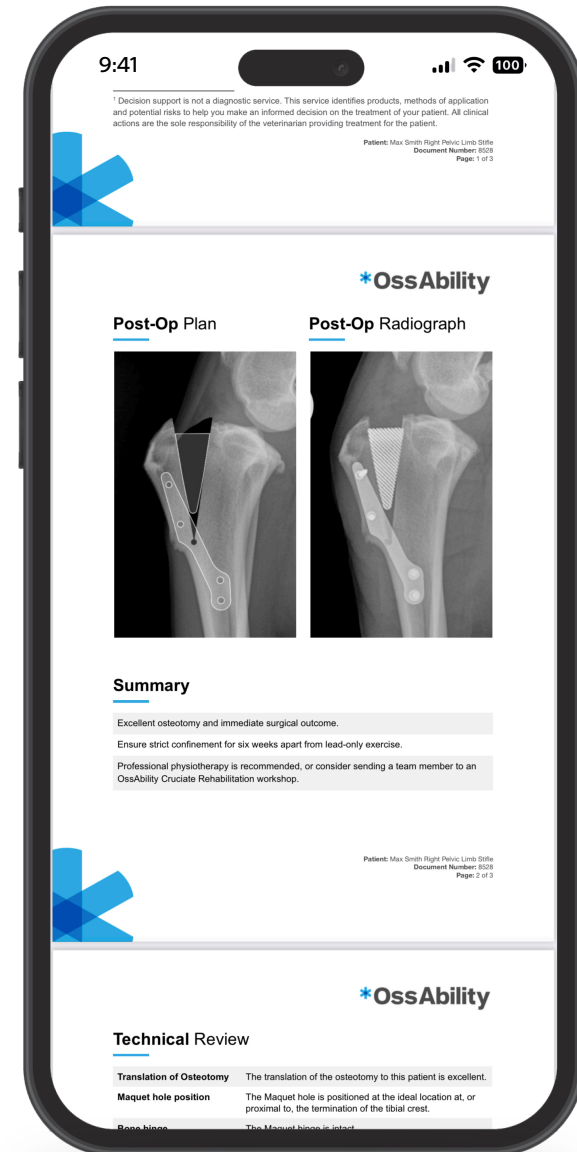 9:41
100
¹ Decision support is not a diagnostic service. This service identifies products, methods of application
and potential risks to help you make an informed decision on the treatment of your patient. All clinical
actions are the sole responsibility of the veterinarian providing treatment for the patient.
Patient: Max Smith Right Pelvic Limb Stifle
Document Number: 8528
Page: 1 of 3
*OssAbility
Post-Op Plan
Post-Op Radiograph
Summary
Excellent osteotomy and immediate surgical outcome.
Ensure strict confinement for six weeks apart from lead-only exercise.
Professional physiotherapy is recommended, or consider sending a team member to an
OssAbility Cruciate Rehabilitation workshop.
Patient: Max Smith Right Pelvic Limb Stifle
Document Number: 8528
Page: 2 of 3
*OssAbility
Technical Review
Translation of Osteotomy The translation of the osteotomy to this patient is excellent.
Maquet hole position The Maquet hole is positioned at the ideal location at, or
proximal to, the termination of the tibial crest.
Bone hinge The Maquet hinge is intact